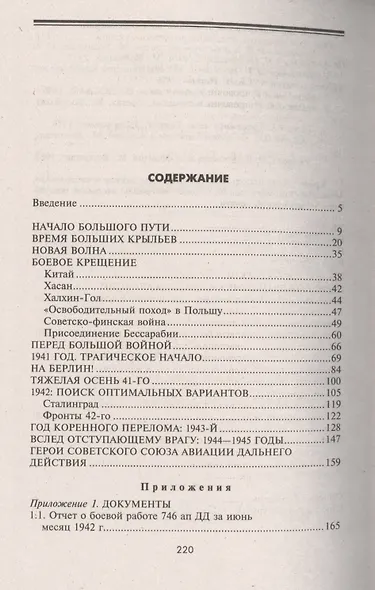 СОДЕРЖАНИЕ
Введение ........ 5
НАЧАЛО БОЛЬШОГО ПУТИ ........ 9
ВРЕМЯ БОЛЬШИХ КРЫЛЬЕВ ........ 20
НОВАЯ ВОЛНА ........ 35
БОЕВОЕ КРЕЩЕНИЕ
Китай ........ 38
Хасан ........ 42
Халхин-Гол ........ 44
«Освободительный поход» в Польшу ........ 47
Советско-финская война ........ 49
Присоединение Бессарабии ........ 60
ПЕРЕД БОЛЬШОЙ ВОЙНОЙ ........ 66
1941 ГОД. ТРАГИЧЕСКОЕ НАЧАЛО ........ 69
НА БЕРЛИН! ........ 84
ТЯЖЕЛАЯ ОСЕНЬ 41-ГО ........ 100
1942: ПОИСК ОПТИМАЛЬНЫХ ВАРИАНТОВ ........ 105
Сталинград ........ 119
Фронты 42-го ........ 122
ГОД КОРЕННОГО ПЕРЕЛОМА: 1943-Й ........ 128
ВСЛЕД ОТСТУПАЮЩЕМУ ВРАГУ: 1944—1945 ГОДЫ ........ 147
ГЕРОИ СОВЕТСКОГО СОЮЗА АВИАЦИИ ДАЛЬНЕГО
ДЕЙСТВИЯ ........ 159
Приложения
Приложение 1. ДОКУМЕНТЫ
1.1. Отчет о боевой работе 746 ап ДД за июнь
месяц 1942 г. ........ 165
220